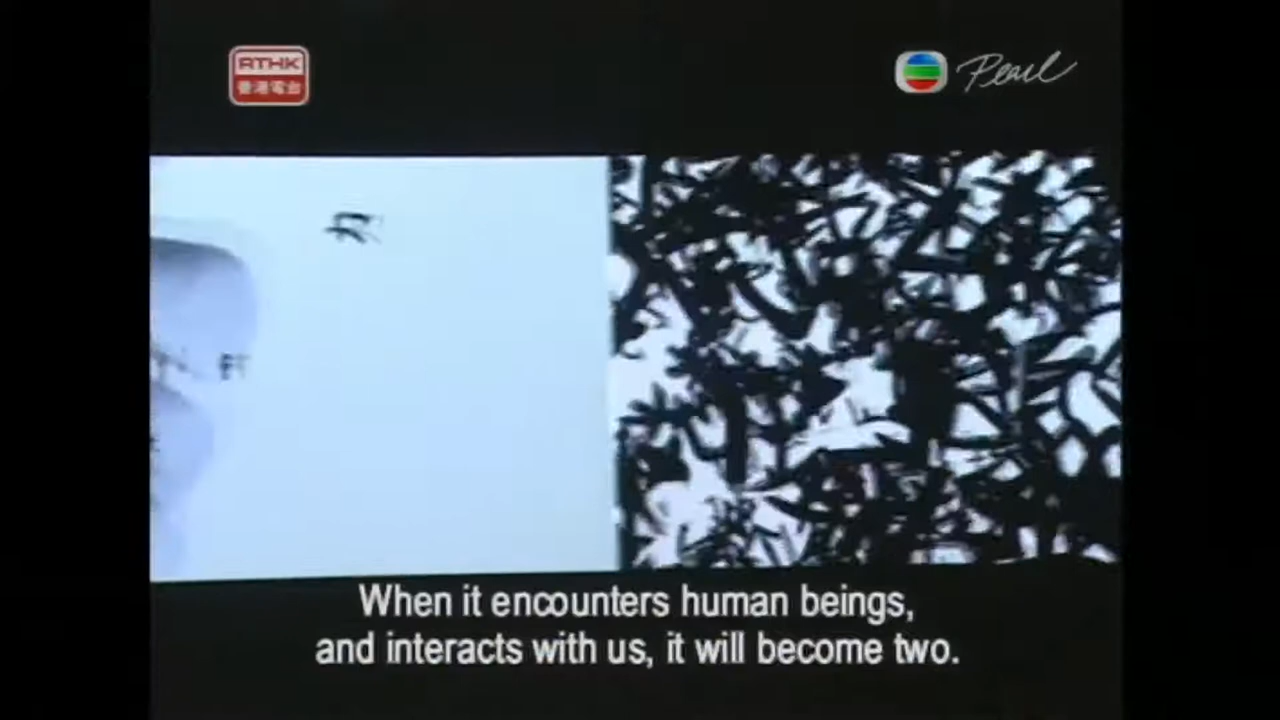 RTHK
香港電台
Pearl
When it encounters human beings,
and interacts with us, it will become two.